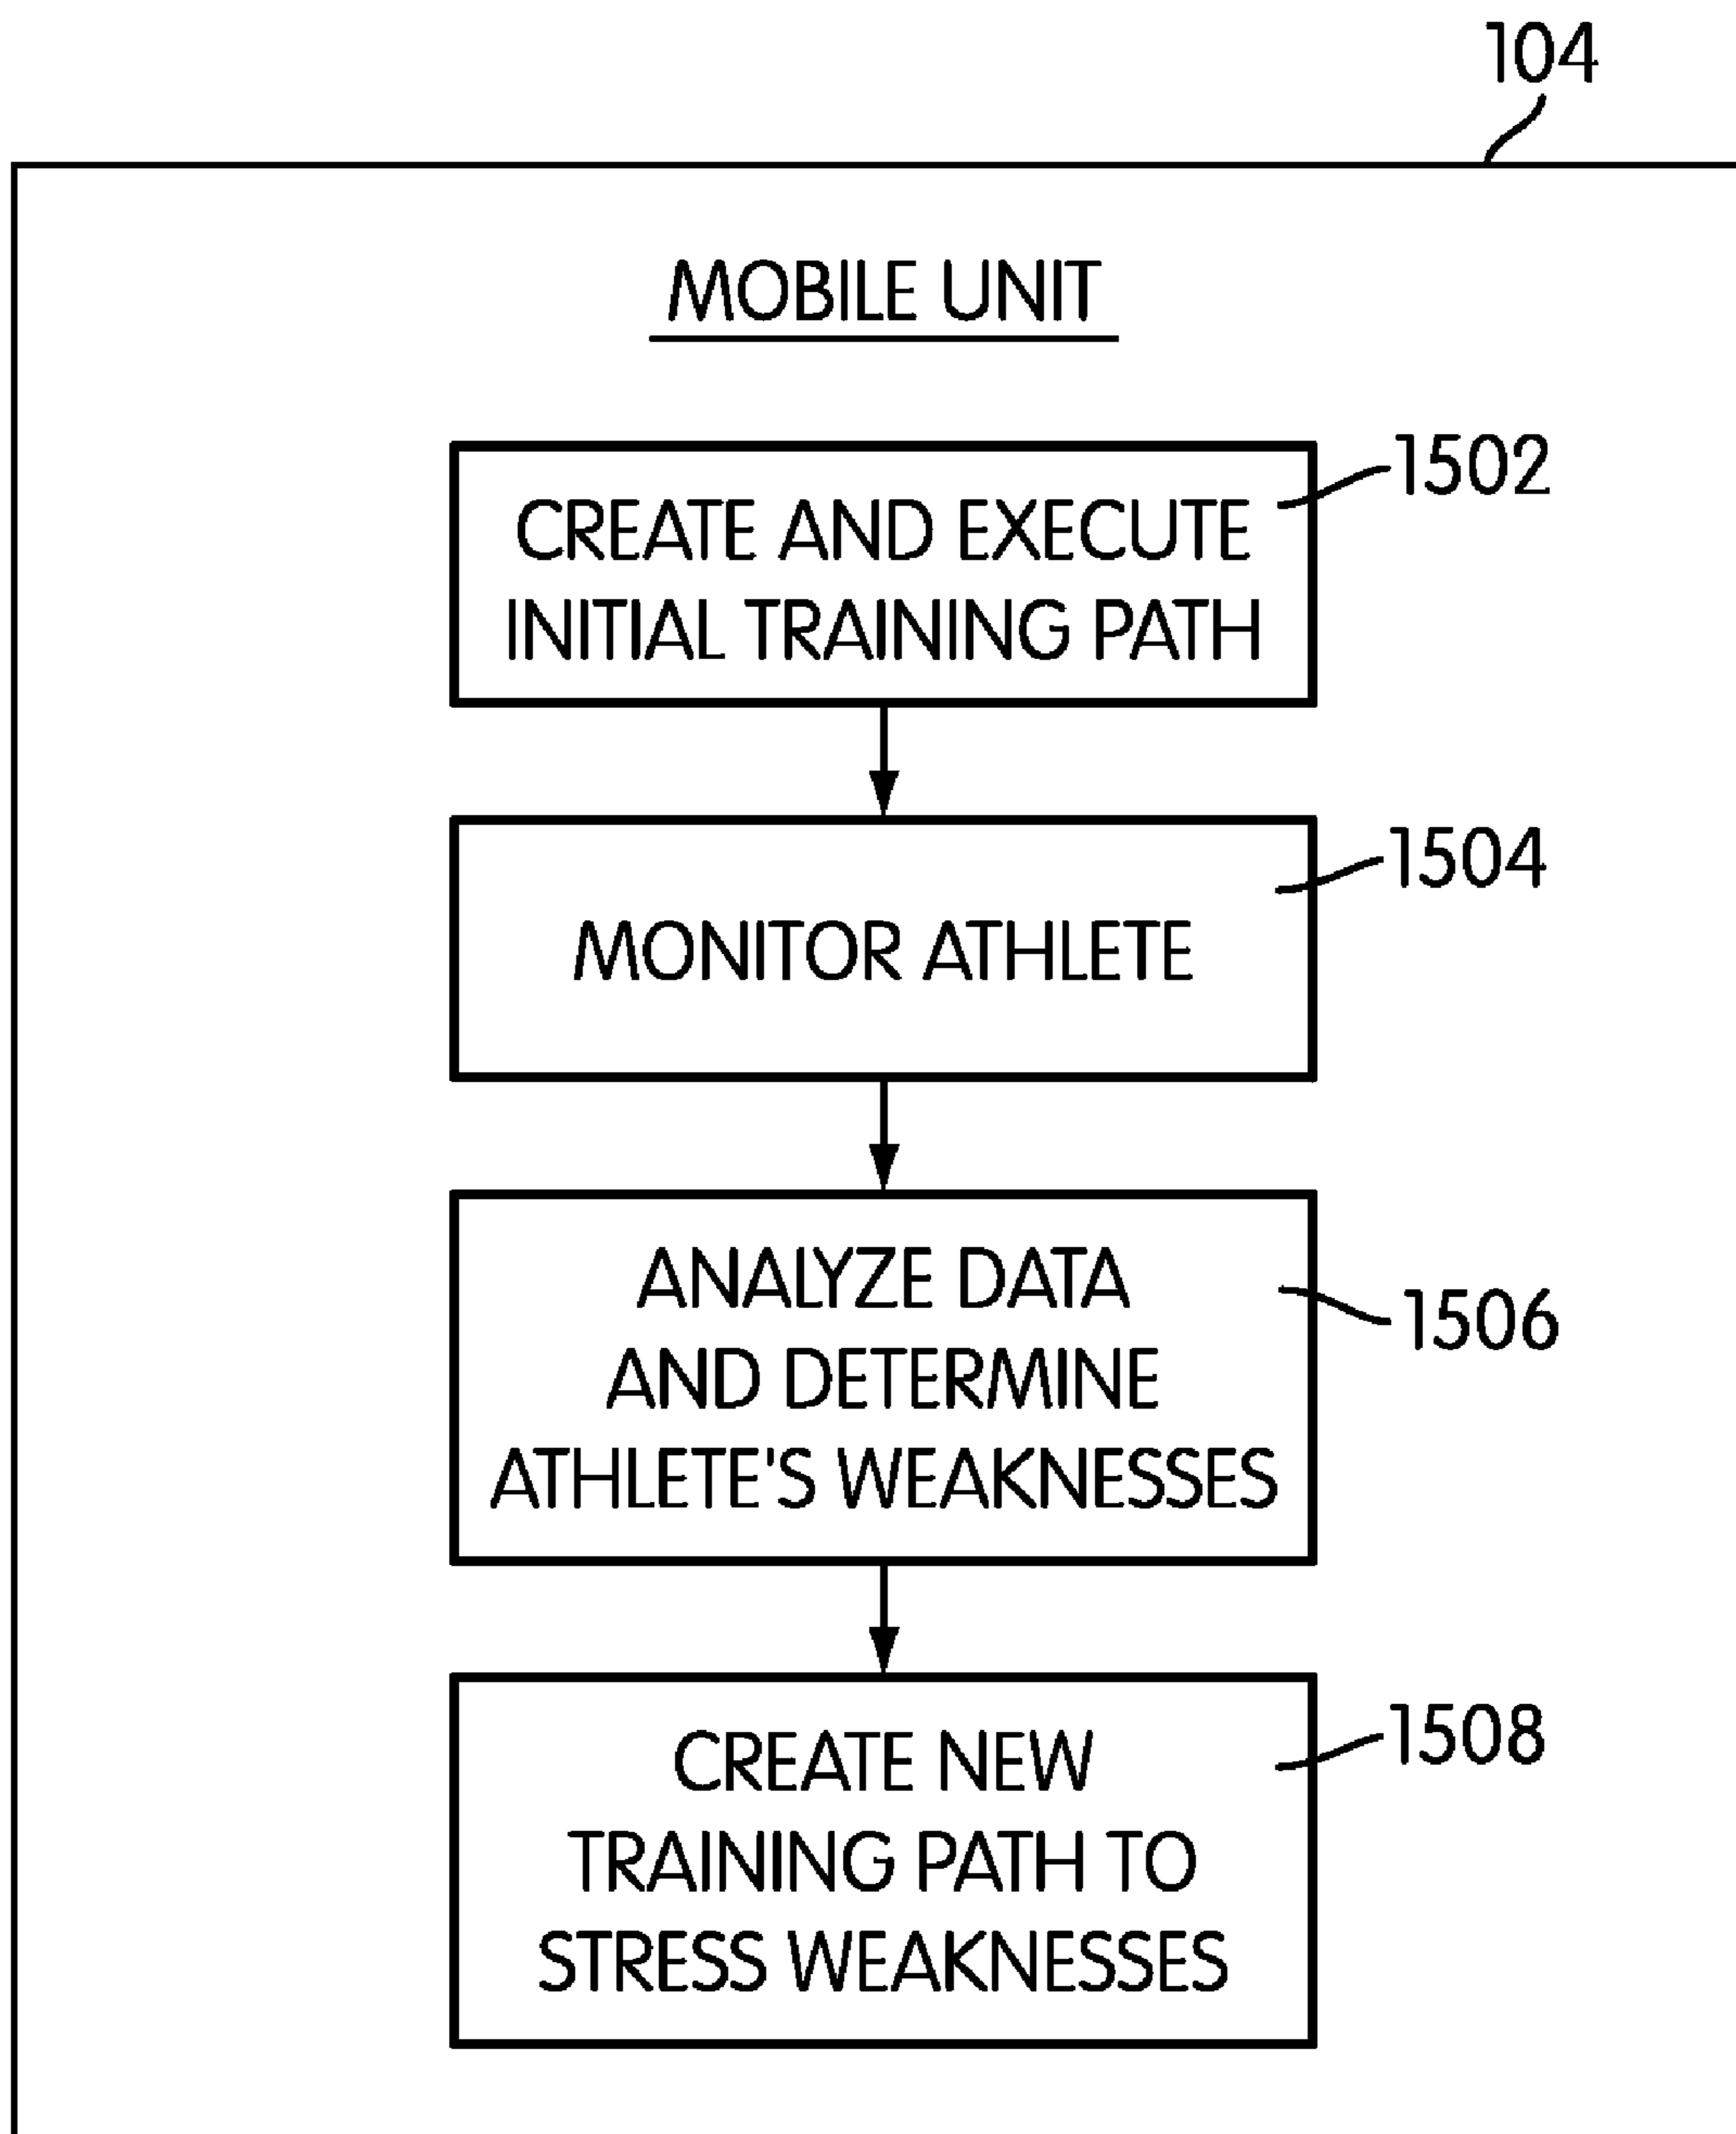 104
MOBILE UNIT
1502
CREATE AND EXECUTE
INITIAL TRAINING PATH
1504
MONITOR ATHLETE
ANALYZE DATA
1506
AND DETERMINE
ATHLETE'S WEAKNESSES
1508
CREATE NEW
TRAINING PATH TO
STRESS WEAKNESSES